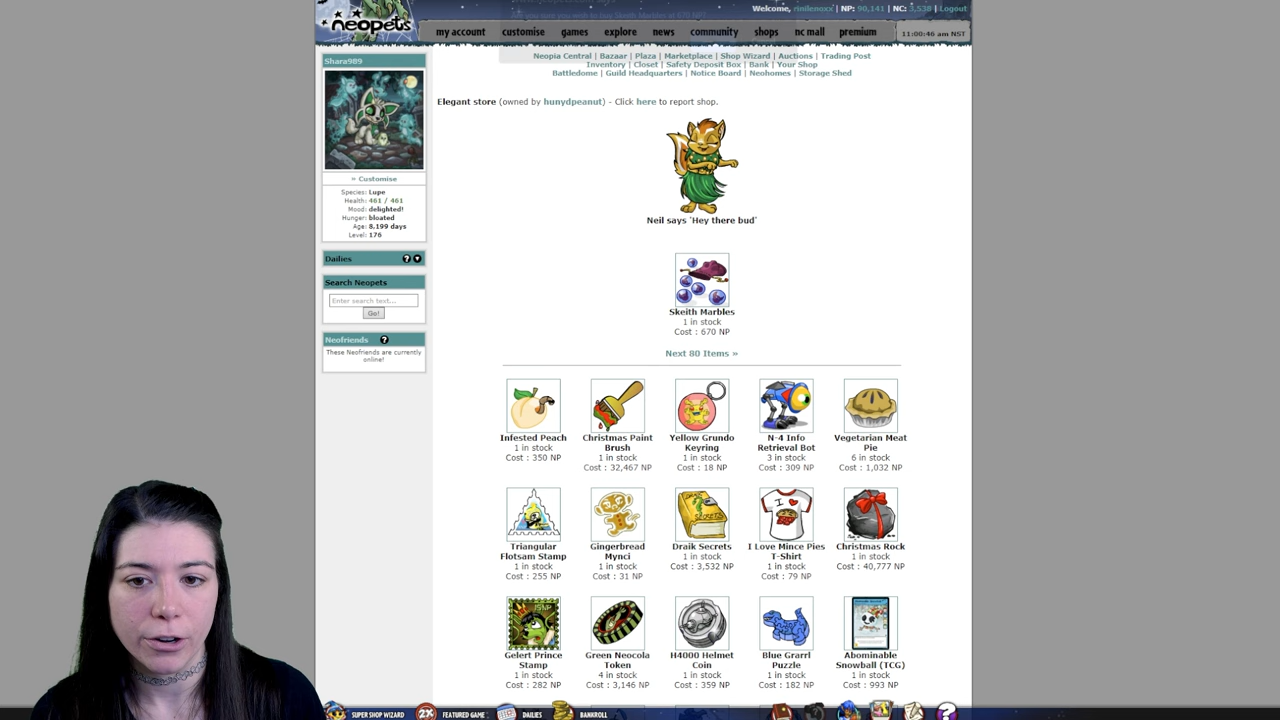 Welcome, rinilenoxx | NP: 90,141 | NC: 3,538 | Logout
neopets
my account customise games explore news community shops nc mall premium
11:00:46 am NST
Neopia Central | Bazaar | Plaza | Marketplace | Shop Wizard | Auctions | Trading Post
Inventory | Closet | Safety Deposit Box | Bank | Your Shop
Battledome | Guild Headquarters | Notice Board | Neohomes | Storage Shed
Shara989
» Customise
Species: Lupe
Health: 461 / 461
Mood: delighted!
Hunger: bloated
Age: 8,199 days
Level: 176
Dailies
Search Neopets
Enter search text...
Go!
Neofriends
These Neofriends are currently
online!
Elegant store (owned by hunydpeanut) - Click here to report shop.
Neil says 'Hey there bud'
Skeith Marbles
1 in stock
Cost : 670 NP
Next 80 Items »
Infested Peach
1 in stock
Cost : 350 NP
Christmas Paint
Brush
1 in stock
Cost : 32,467 NP
Yellow Grundo
Keyring
1 in stock
Cost : 18 NP
N-4 Info
Retrieval Bot
3 in stock
Cost : 309 NP
Vegetarian Meat
Pie
6 in stock
Cost : 1,032 NP
Triangular
Flotsam Stamp
1 in stock
Cost : 255 NP
Gingerbread
Mynci
1 in stock
Cost : 31 NP
Draik Secrets
1 in stock
Cost : 3,532 NP
I Love Mince Pies
T-Shirt
1 in stock
Cost : 79 NP
Christmas Rock
1 in stock
Cost : 40,777 NP
Gelert Prince
Stamp
1 in stock
Cost : 282 NP
Green Neocola
Token
4 in stock
Cost : 3,146 NP
H4000 Helmet
Coin
1 in stock
Cost : 359 NP
Blue Grarrl
Puzzle
1 in stock
Cost : 182 NP
Abominable
Snowball (TCG)
1 in stock
Cost : 993 NP
SUPER SHOP WIZARD
2X FEATURED GAME
DAILIES
BANKROLL